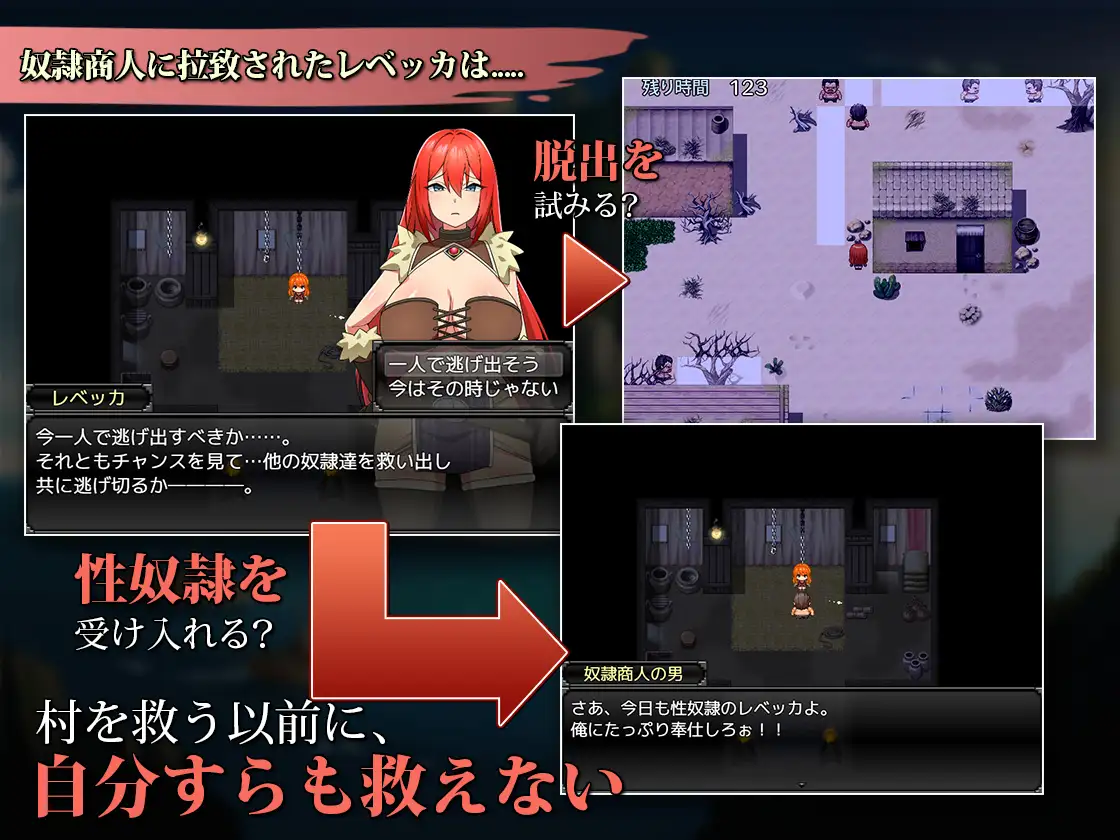 奴隷商人に拉致されたレベッカは.....
残り時間 123
脱出を
試みる?
一人で逃げ出そう
今はその時じゃない
レベッカ
今一人で逃げ出すべきか……。
それともチャンスを見て…他の奴隷達を救い出し
共に逃げ切るか――――。
性奴隷を
受け入れる?
奴隷商人の男
さあ、今日も性奴隷のレベッカよ。
俺にたっぷり奉仕しろぉ！！
村を救う以前に、
自分すらも救えない